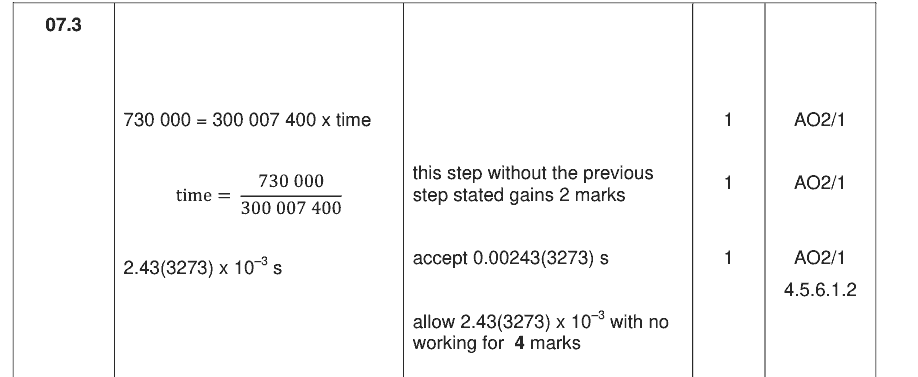 07.3
730 000 = 300 007 400 x time
1
AO2/1
time = 730 000 / 300 007 400
this step without the previous
step stated gains 2 marks
1
AO2/1
2.43(3273) x 10⁻³ s
accept 0.00243(3273) s
1
AO2/1
4.5.6.1.2
allow 2.43(3273) x 10⁻³ with no
working for 4 marks